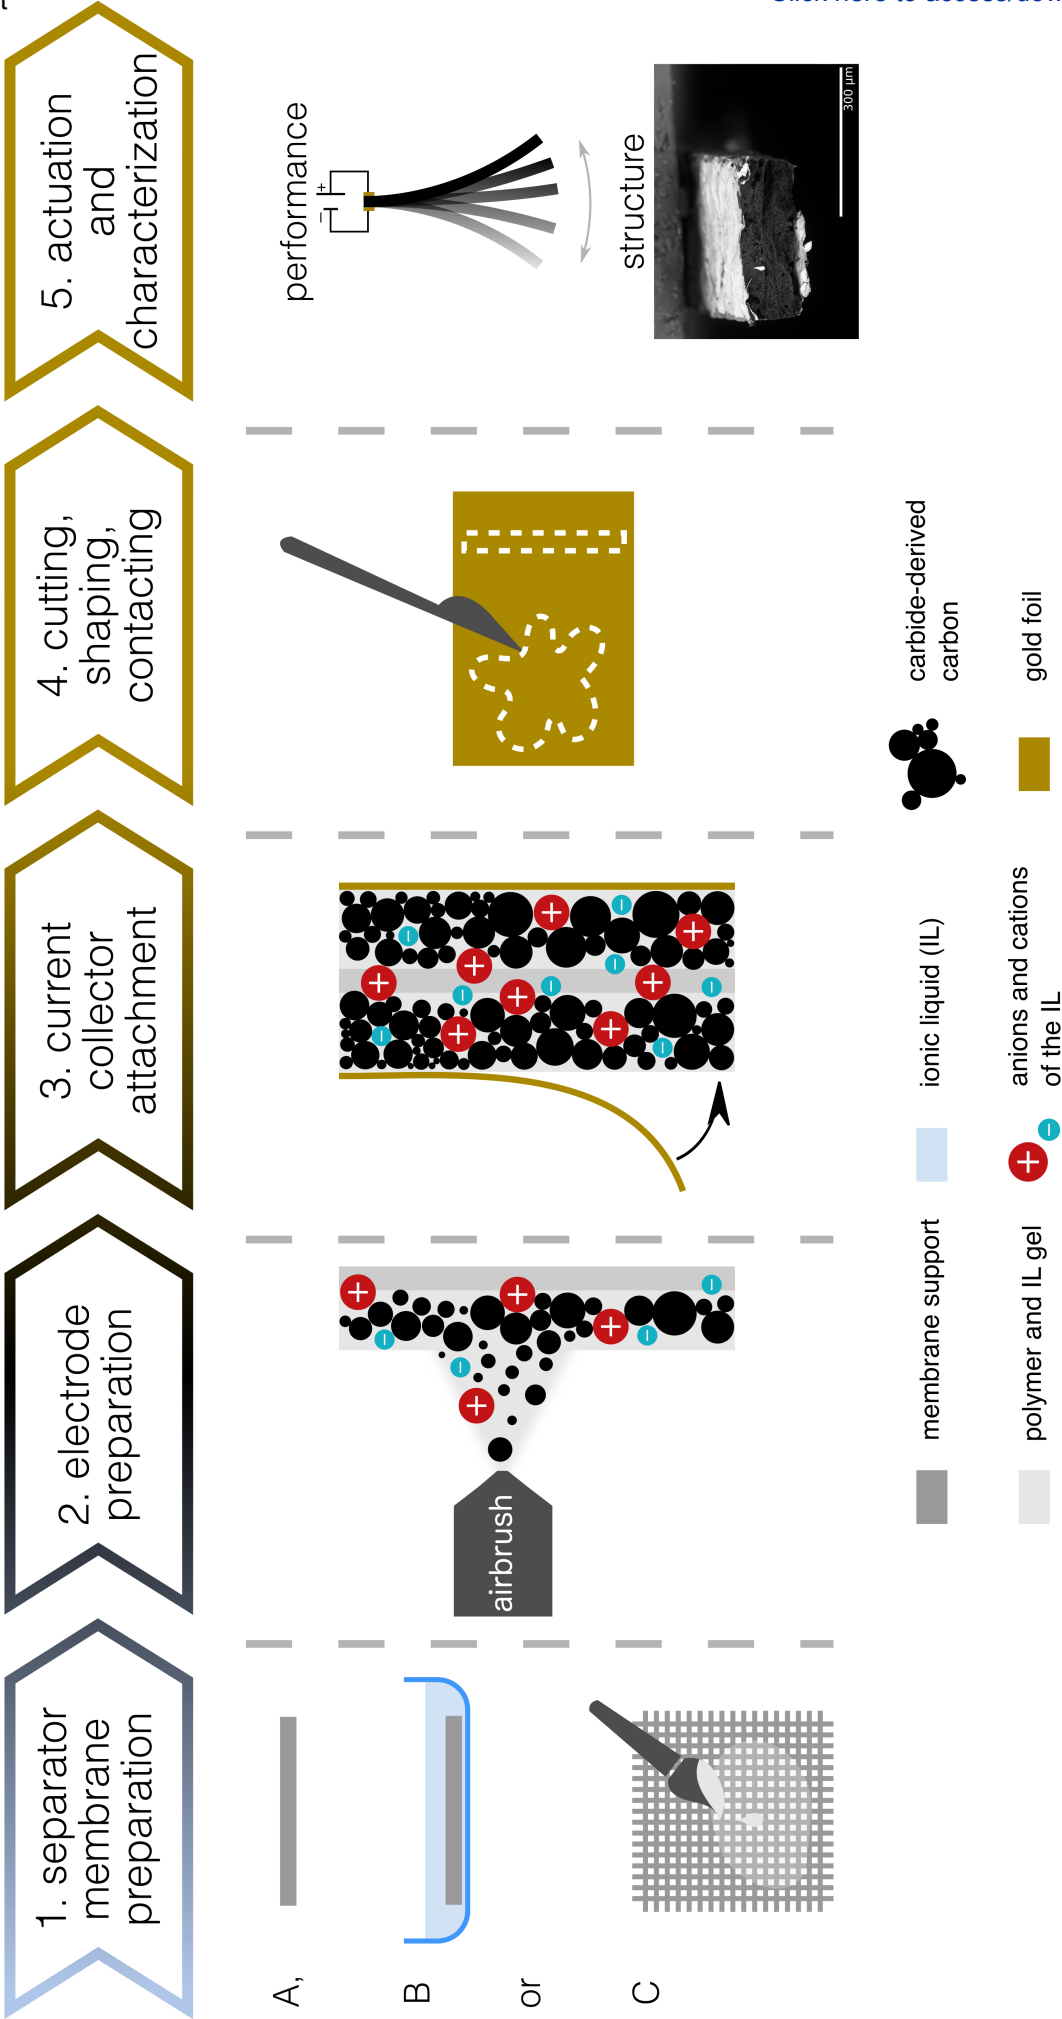 1. separator
membrane
preparation
2. electrode
preparation
3. current
collector
attachment
4. cutting,
shaping,
contacting
5. actuation
and
characterization
A,
B
or
C
airbrush
performance
− +
structure
300 µm
membrane support
ionic liquid (IL)
carbide-derived
carbon
polymer and IL gel
anions and cations
of the IL
gold foil